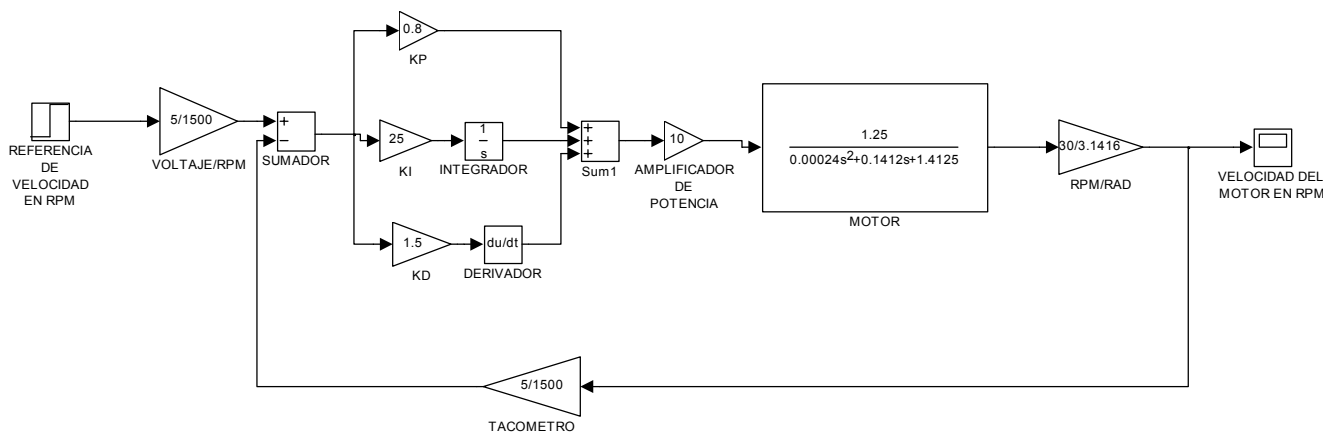 REFERENCIA
DE
VELOCIDAD
EN RPM
5/1500
VOLTAJE/RPM
+
−
SUMADOR
0.8
KP
25
KI
1
s
INTEGRADOR
1.5
KD
du/dt
DERIVADOR
+
+
+
Sum1
10
AMPLIFICADOR
DE
POTENCIA
1.25
0.00024s²+0.1412s+1.4125
MOTOR
30/3.1416
RPM/RAD
VELOCIDAD DEL
MOTOR EN RPM
5/1500
TACOMETRO